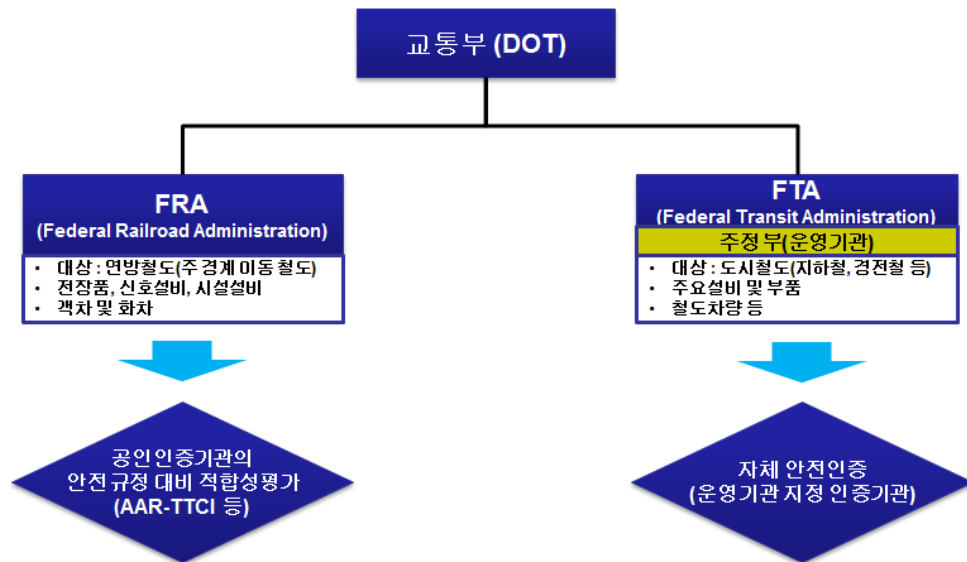 교통부 (DOT)
FRA
(Federal Railroad Administration)
• 대상 : 연방철도(주 경계 이동 철도)
• 전장품, 신호설비, 시설설비
• 객차 및 화차
FTA
(Federal Transit Administration)
주정부(운영기관)
• 대상 : 도시철도(지하철, 경전철 등)
• 주요설비 및 부품
• 철도차량 등
공인인증기관의
안전 규정 대비 적합성평가
(AAR-TTCI 등)
자체 안전인증
(운영기관 지정 인증기관)